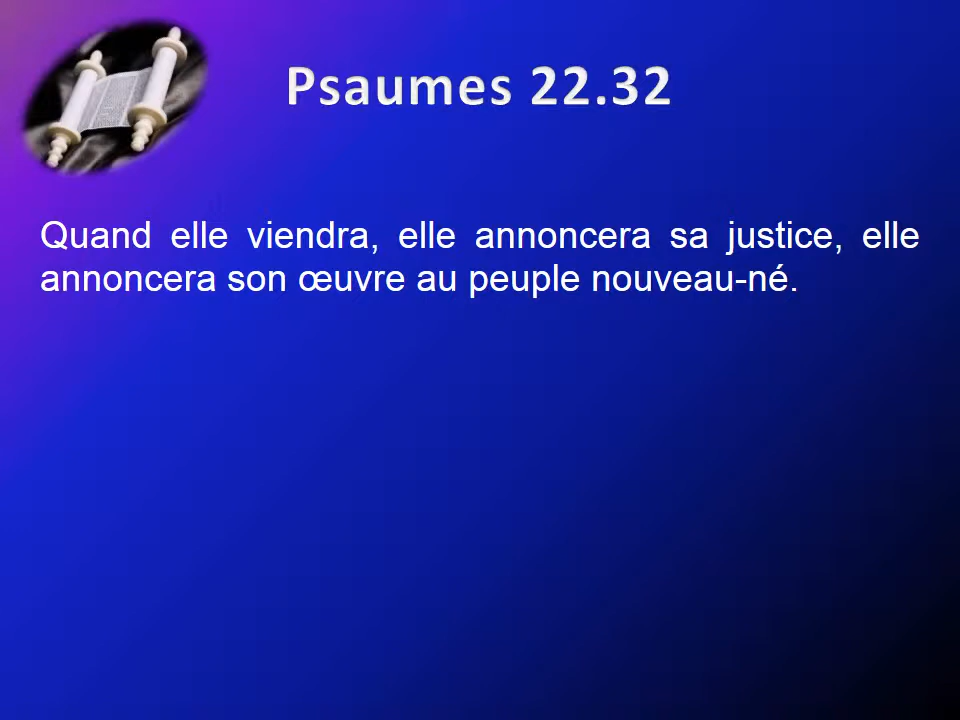 Psaumes 22.32
Quand elle viendra, elle annoncera sa justice, elle
annoncera son œuvre au peuple nouveau-né.